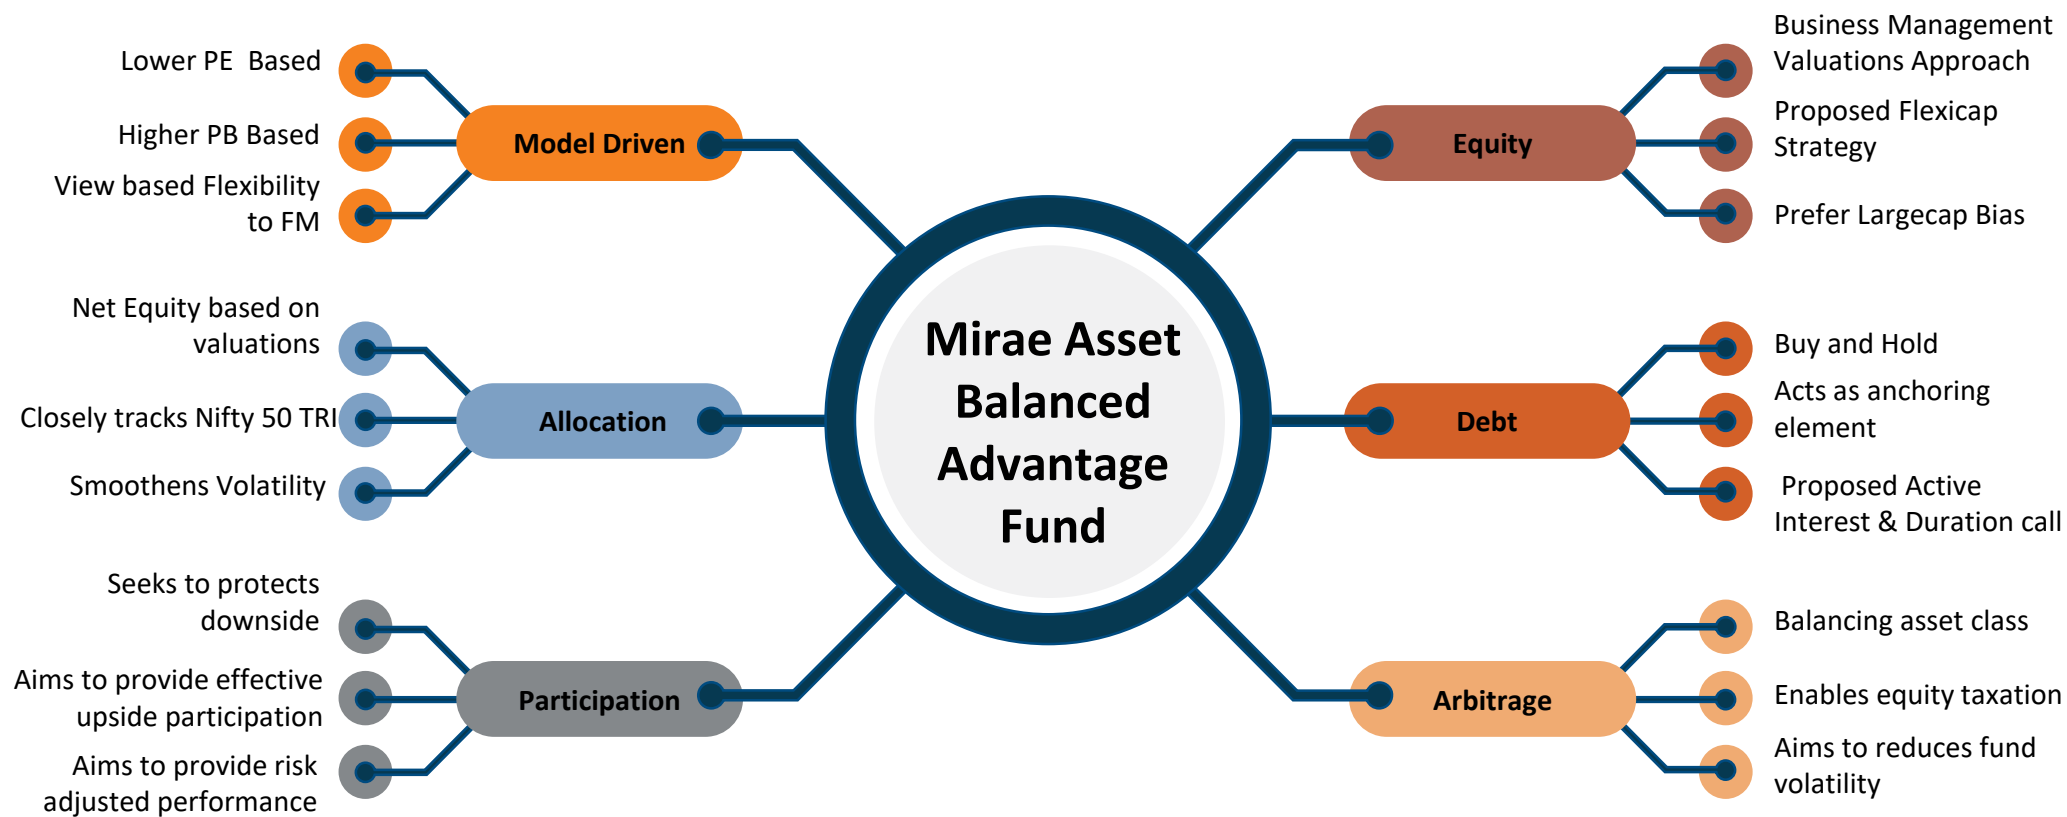 Lower PE  Based
Higher PB Based
View based Flexibility
to FM
Model Driven
Net Equity based on
valuations
Closely tracks Nifty 50 TRI
Smoothens Volatility
Allocation
Seeks to protects
downside
Aims to provide effective
upside participation
Aims to provide risk
adjusted performance
Participation
Mirae Asset
Balanced
Advantage
Fund
Equity
Business Management
Valuations Approach
Proposed Flexicap
Strategy
Prefer Largecap Bias
Debt
Buy and Hold
Acts as anchoring
element
Proposed Active
Interest & Duration call
Arbitrage
Balancing asset class
Enables equity taxation
Aims to reduces fund
volatility